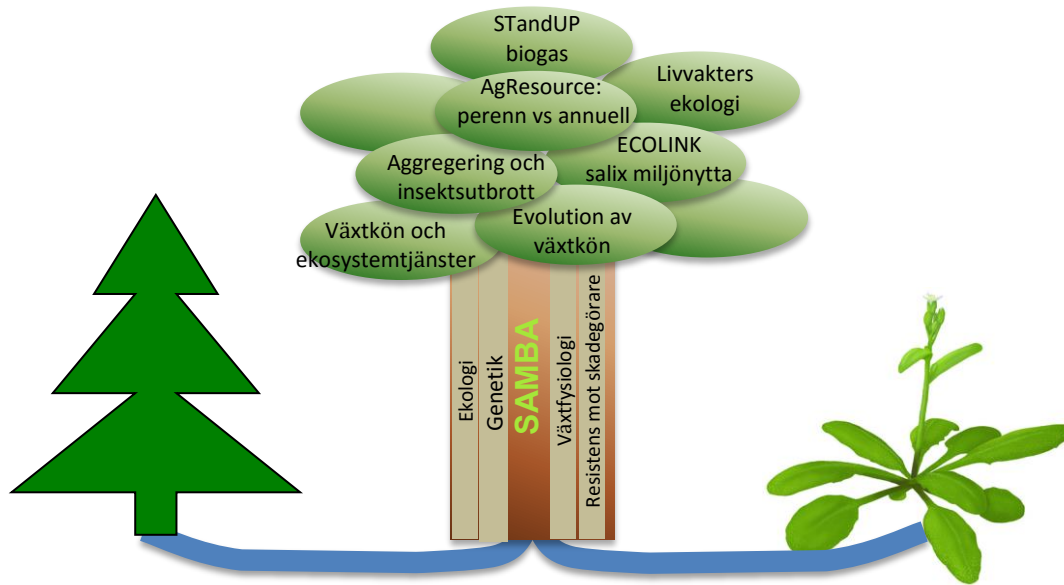 STandUP
biogas
Livvakters
ekologi
AgResource:
perenn vs annuell
ECOLINK
salix miljönytta
Aggregering och
insektsutbrott
Evolution av
växtkön
Växtkön och
ekosystemtjänster
Ekologi
Genetik
SAMBA
Växtfysiologi
Resistens mot skadegörare